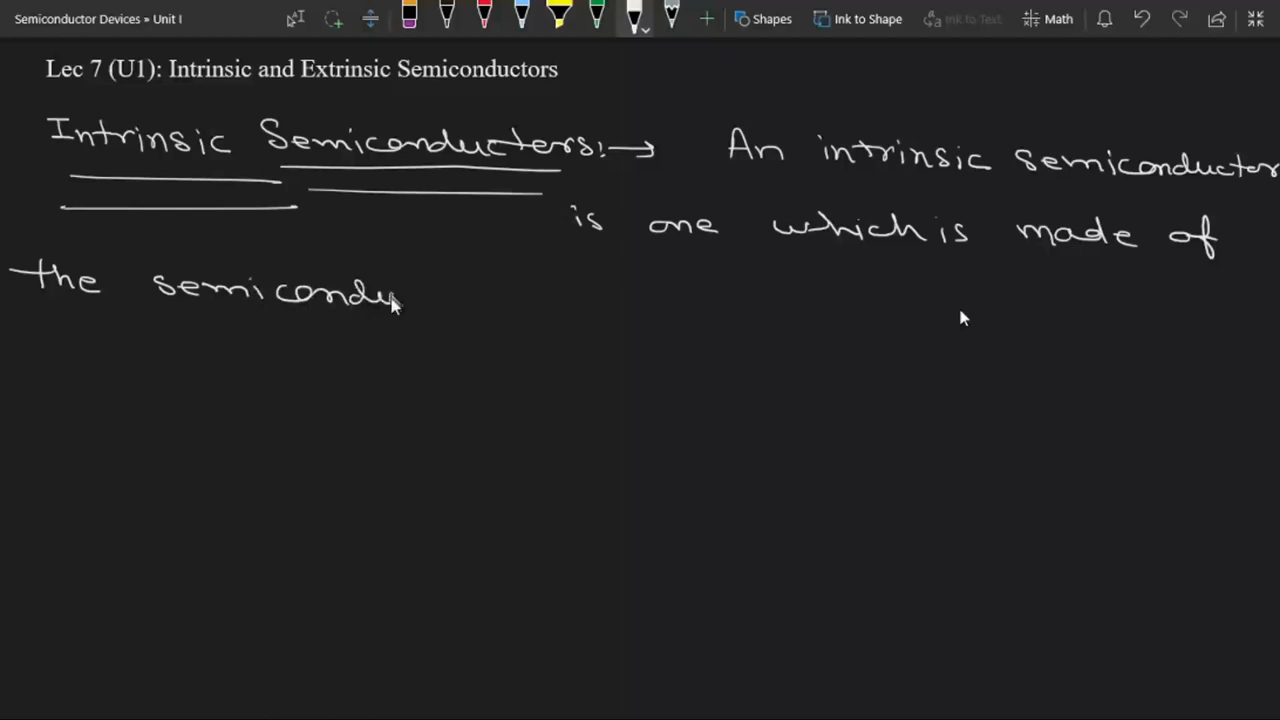 Semiconductor Devices » Unit I
Shapes Ink to Shape Ink to Text Math
Lec 7 (U1): Intrinsic and Extrinsic Semiconductors
Intrinsic Semiconducters:→ An intrinsic semiconductor
is one which is made of
the semicondu